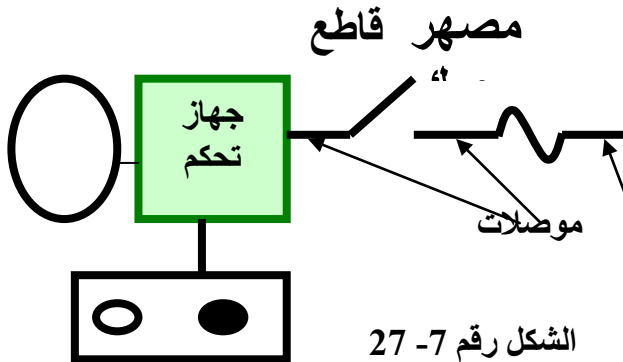 مصهر قاطع
جهاز
تحكم
موصلات
الشكل رقم 7- 27